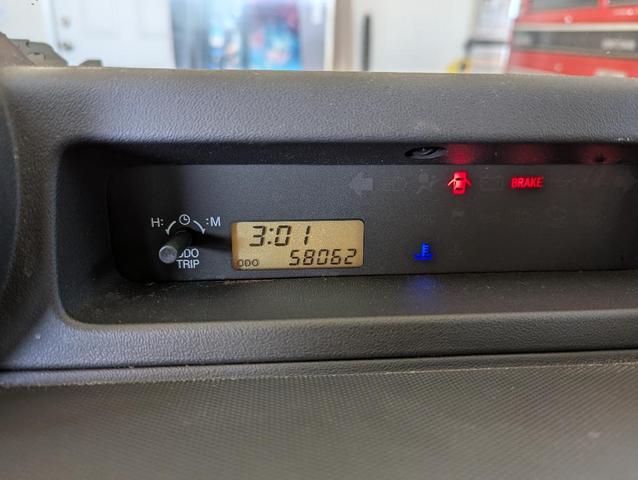 H: :M
ODO
TRIP
3:01
ODO 58062
BRAKE